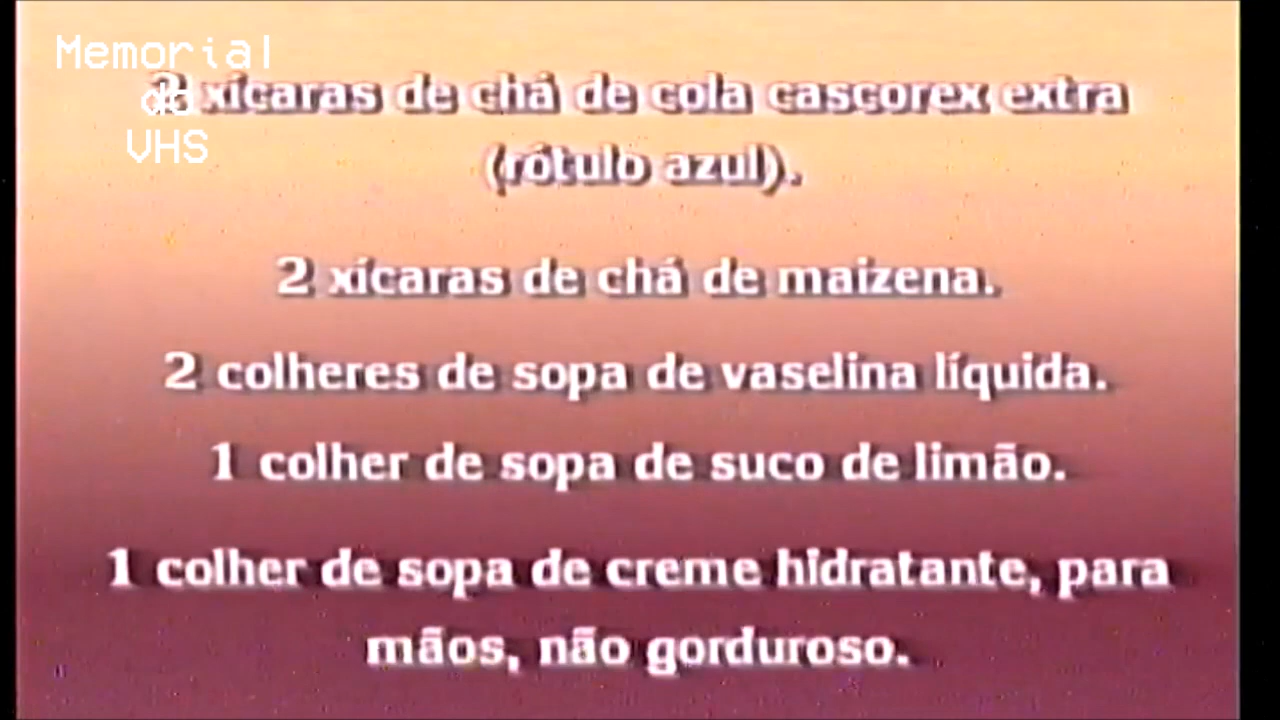 Memorial
do
VHS
2 xícaras de chá de cola cascorex extra
(rótulo azul).
2 xícaras de chá de maizena.
2 colheres de sopa de vaselina líquida.
1 colher de sopa de suco de limão.
1 colher de sopa de creme hidratante, para
mãos, não gorduroso.